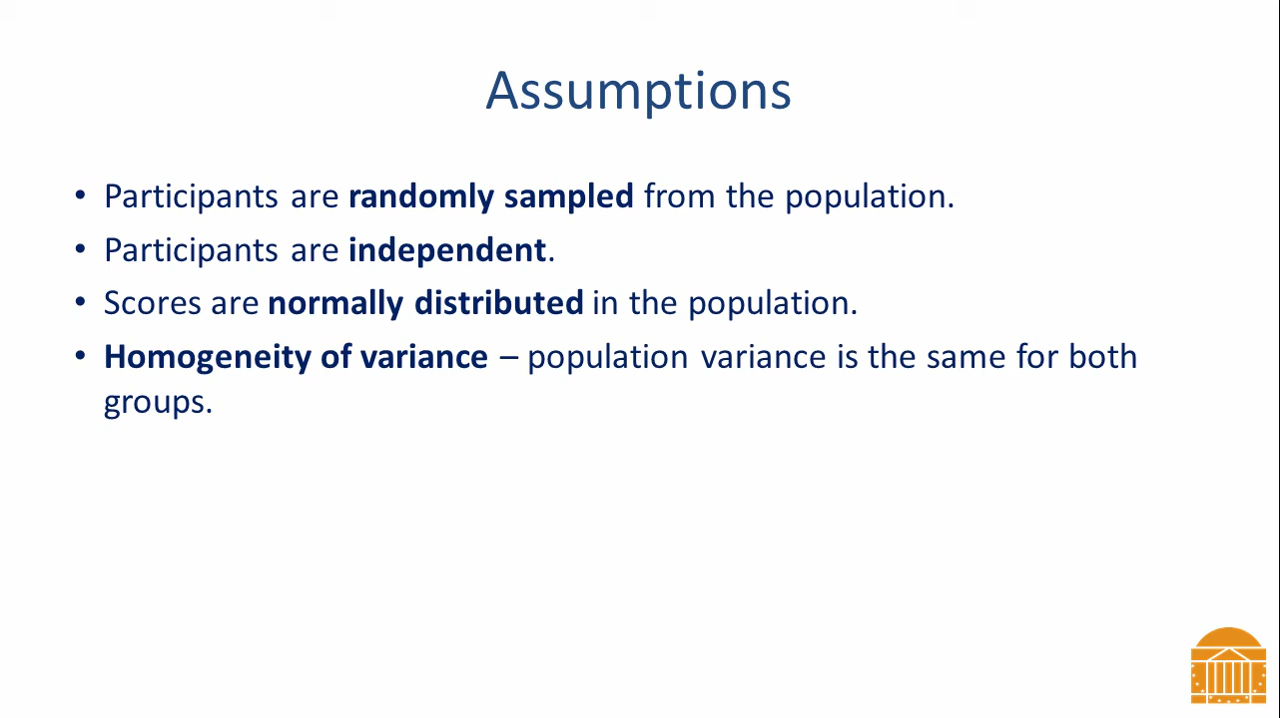 Assumptions
• Participants are randomly sampled from the population.
• Participants are independent.
• Scores are normally distributed in the population.
• Homogeneity of variance – population variance is the same for both
groups.